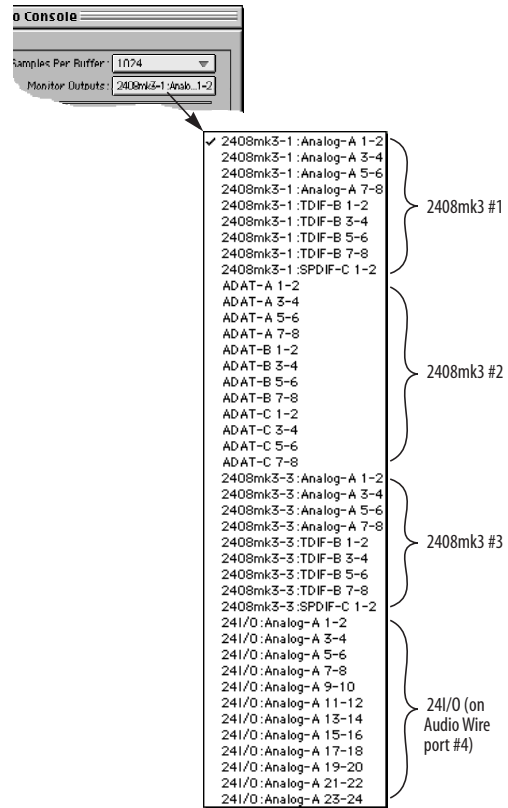 o Console
Samples Per Buffer: 1024
Monitor Outputs: 2408mk3-1:Analo...1-2
✓ 2408mk3-1:Analog-A 1-2
2408mk3-1:Analog-A 3-4
2408mk3-1:Analog-A 5-6
2408mk3-1:Analog-A 7-8
2408mk3-1:TDIF-B 1-2
2408mk3-1:TDIF-B 3-4
2408mk3-1:TDIF-B 5-6
2408mk3-1:TDIF-B 7-8
2408mk3-1:SPDIF-C 1-2
2408mk3 #1
ADAT-A 1-2
ADAT-A 3-4
ADAT-A 5-6
ADAT-A 7-8
ADAT-B 1-2
ADAT-B 3-4
ADAT-B 5-6
ADAT-B 7-8
ADAT-C 1-2
ADAT-C 3-4
ADAT-C 5-6
ADAT-C 7-8
2408mk3 #2
2408mk3-3:Analog-A 1-2
2408mk3-3:Analog-A 3-4
2408mk3-3:Analog-A 5-6
2408mk3-3:Analog-A 7-8
2408mk3-3:TDIF-B 1-2
2408mk3-3:TDIF-B 3-4
2408mk3-3:TDIF-B 5-6
2408mk3-3:TDIF-B 7-8
2408mk3-3:SPDIF-C 1-2
2408mk3 #3
24I/O:Analog-A 1-2
24I/O:Analog-A 3-4
24I/O:Analog-A 5-6
24I/O:Analog-A 7-8
24I/O:Analog-A 9-10
24I/O:Analog-A 11-12
24I/O:Analog-A 13-14
24I/O:Analog-A 15-16
24I/O:Analog-A 17-18
24I/O:Analog-A 19-20
24I/O:Analog-A 21-22
24I/O:Analog-A 23-24
24I/O (on
Audio Wire
port #4)